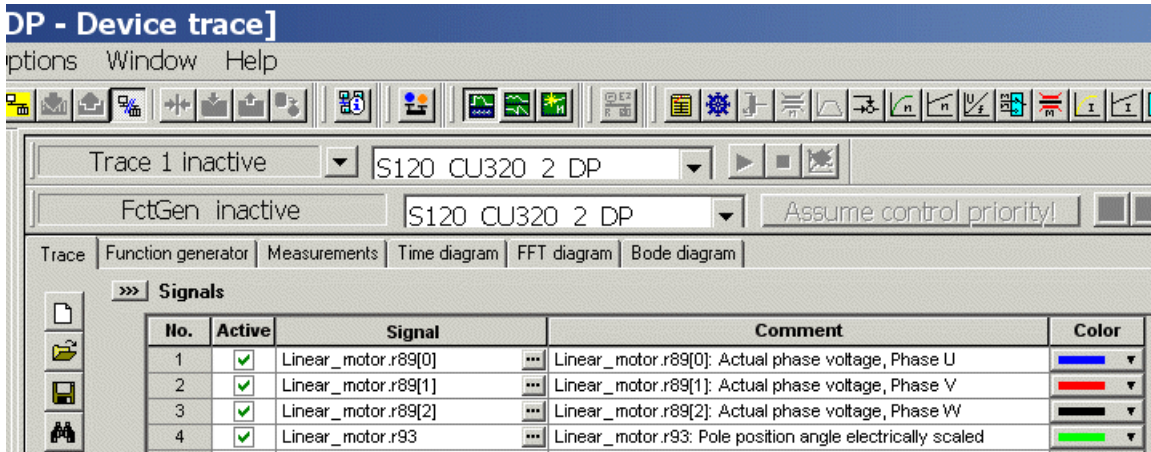 DP - Device trace]
ptions Window Help
Trace 1 inactive S120_CU320_2_DP
FctGen inactive S120_CU320_2_DP Assume control priority!
Trace Function generator Measurements Time diagram FFT diagram Bode diagram
>>> Signals
No. Active Signal Comment Color
1 Linear_motor.r89[0] ... Linear_motor.r89[0]: Actual phase voltage, Phase U
2 Linear_motor.r89[1] ... Linear_motor.r89[1]: Actual phase voltage, Phase V
3 Linear_motor.r89[2] ... Linear_motor.r89[2]: Actual phase voltage, Phase W
4 Linear_motor.r93 ... Linear_motor.r93: Pole position angle electrically scaled